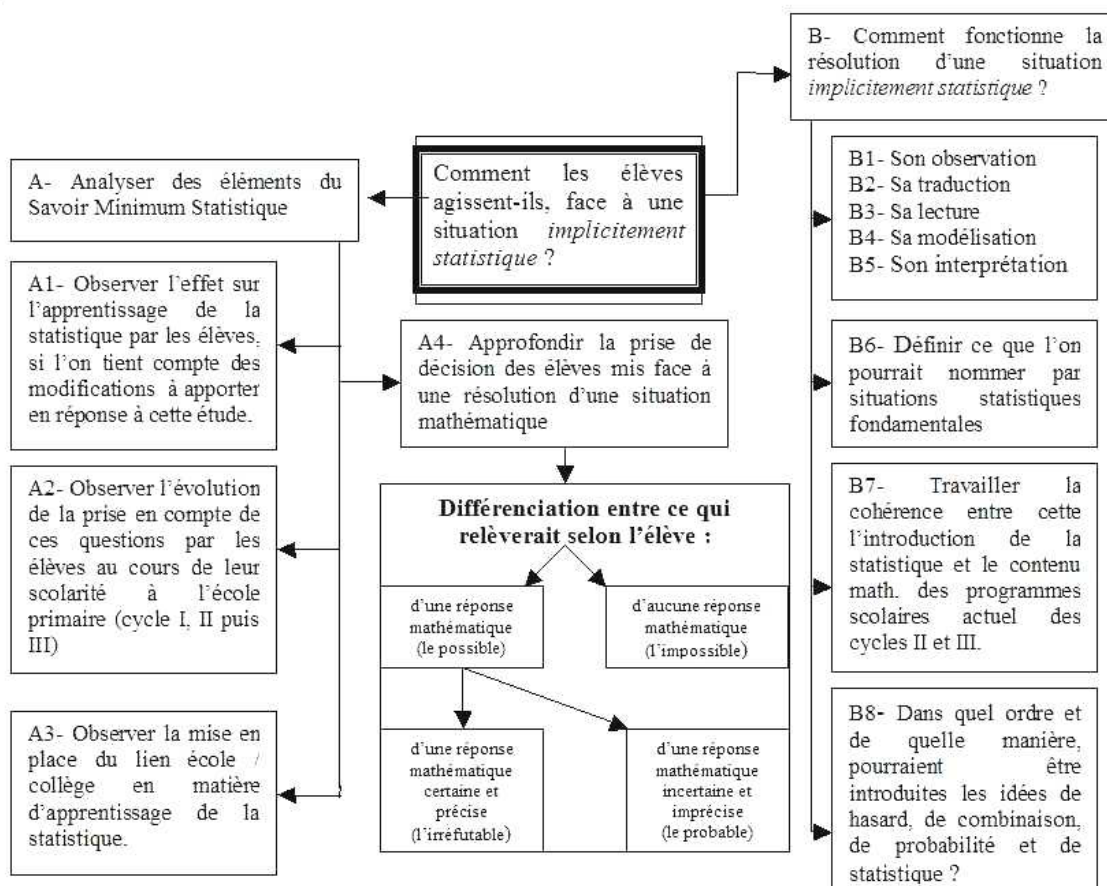 Comment les élèves
agissent-ils, face à une
situation implicitement
statistique ?
A- Analyser des éléments du
Savoir Minimum Statistique
A1- Observer l'effet sur
l'apprentissage de la
statistique par les élèves,
si l'on tient compte des
modifications à apporter
en réponse à cette étude.
A2- Observer l'évolution
de la prise en compte de
ces questions par les
élèves au cours de leur
scolarité à l'école
primaire (cycle I, II puis
III)
A3- Observer la mise en
place du lien école /
collège en matière
d'apprentissage de la
statistique.
A4- Approfondir la prise de
décision des élèves mis face à
une résolution d'une situation
mathématique
Différenciation entre ce qui
relèverait selon l'élève :
d'une réponse
mathématique
(le possible)
d'aucune réponse
mathématique
(l'impossible)
d'une réponse
mathématique
certaine et
précise
(l'irréfutable)
d'une réponse
mathématique
incertaine et
imprécise
(le probable)
B- Comment fonctionne la
résolution d'une situation
implicitement statistique ?
B1- Son observation
B2- Sa traduction
B3- Sa lecture
B4- Sa modélisation
B5- Son interprétation
B6- Définir ce que l'on
pourrait nommer par
situations statistiques
fondamentales
B7- Travailler la
cohérence entre cette
l'introduction de la
statistique et le contenu
math. des programmes
scolaires actuel des
cycles II et III.
B8- Dans quel ordre et
de quelle manière,
pourraient être
introduites les idées de
hasard, de combinaison,
de probabilité et de
statistique ?